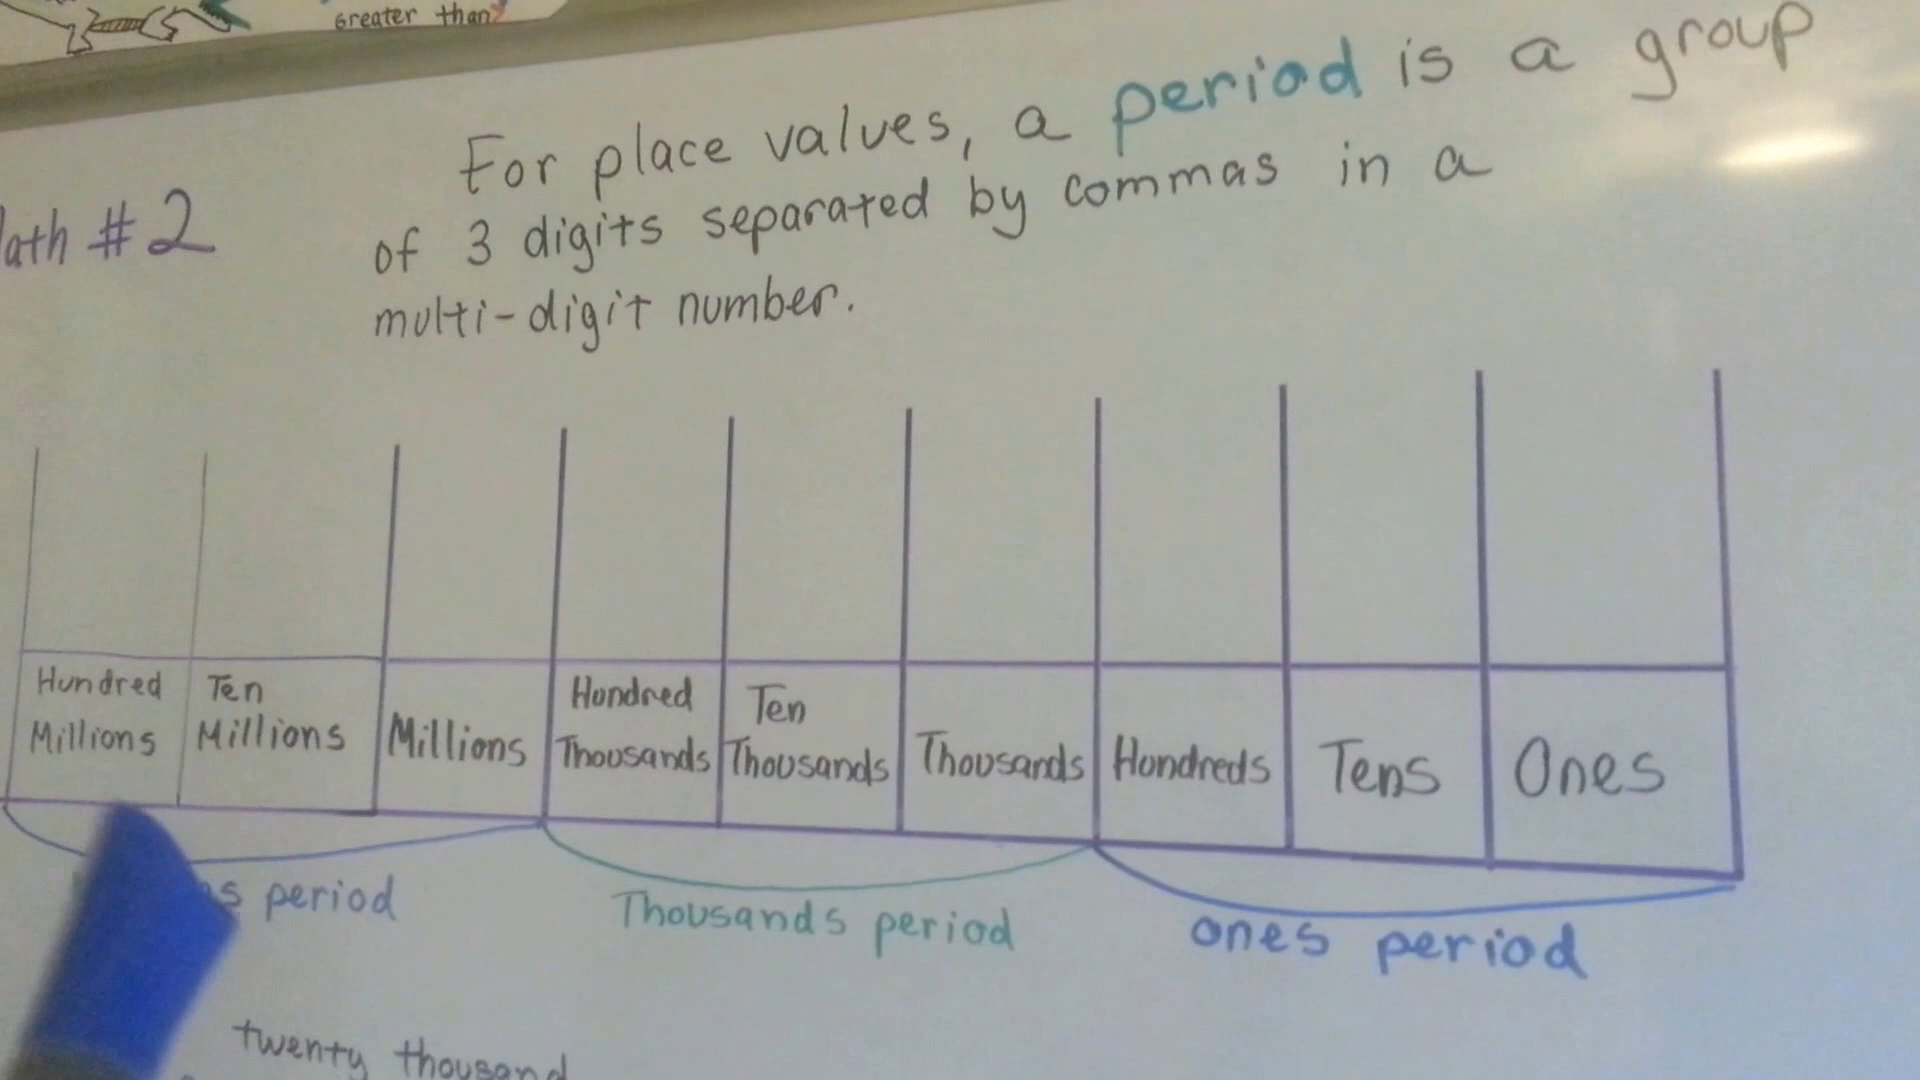 Greater than?
For place values, a period is a group
of 3 digits separated by commas in a
multi-digit number.
ath #2
Hundred Millions
Ten Millions
Millions
Hundred Thousands
Ten Thousands
Thousands
Hundreds
Tens
Ones
period
Thousands period
ones period
twenty thousand